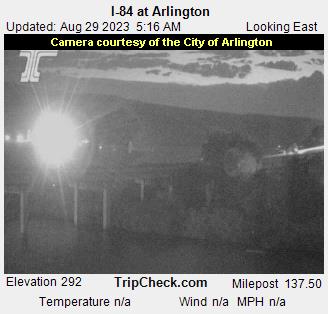 I-84 at Arlington
Updated: Aug 29 2023 5:16 AM Looking East
Camera courtesy of the City of Arlington
Elevation 292 TripCheck.com Milepost 137.50
Temperature n/a Wind n/a MPH n/a